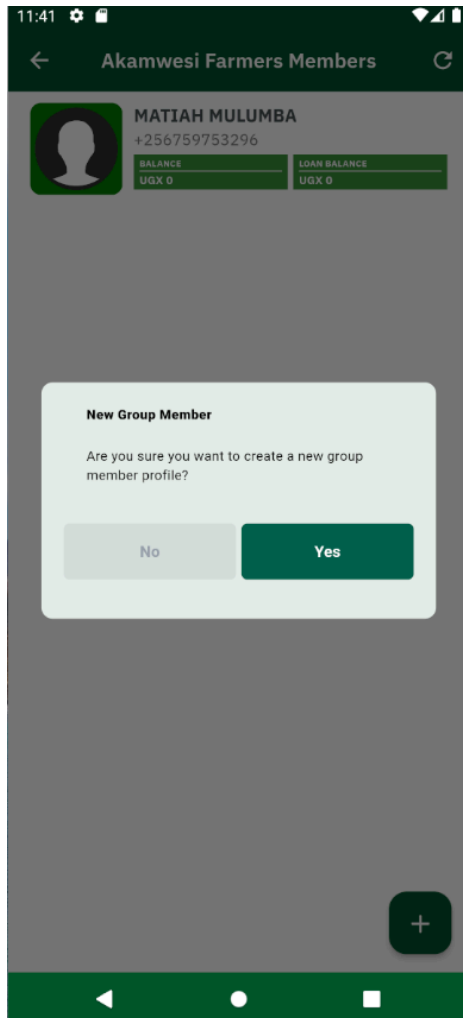 11:41
Akamwesi Farmers Members
MATIAH MULUMBA
+256759753296
BALANCE
UGX 0
LOAN BALANCE
UGX 0
New Group Member
Are you sure you want to create a new group
member profile?
No
Yes